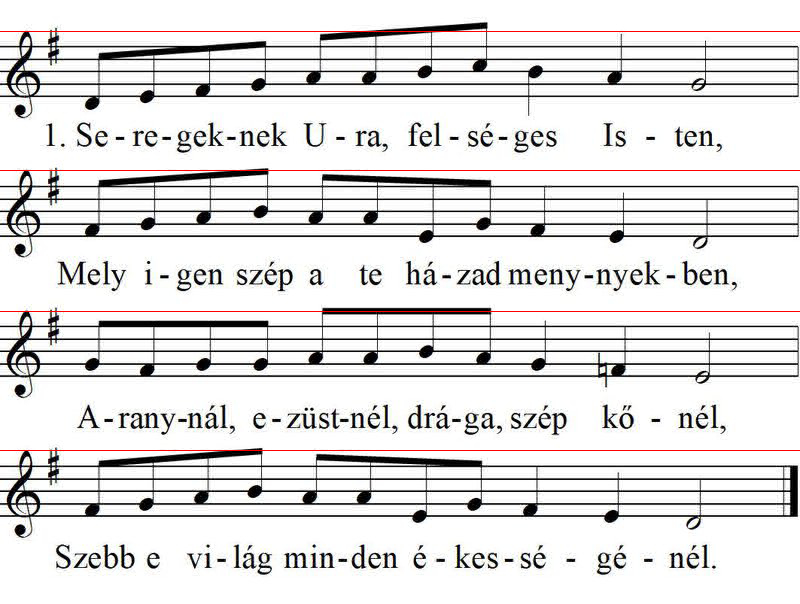 1. Se - re - gek - nek U - ra, fel - sé - ges Is - ten,
Mely i - gen szép a te há - zad meny - nyek - ben,
A - rany - nál, e - züst - nél, drá - ga, szép kő - nél,
Szebb e vi - lág min - den é - kes - sé - gé - nél.